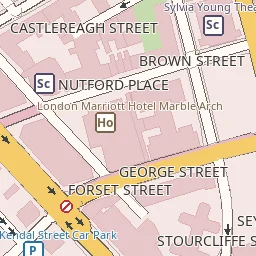 Sylvia Young Thea
CASTLEREAGH STREET
Sc
BROWN STREET
Sc
NUTFORD PLACE
London Marriott Hotel Marble Arch
Ho
GEORGE STREET
FORSET STREET
SEY
Kendal Street Car Park
STOURCLIFFE S
P